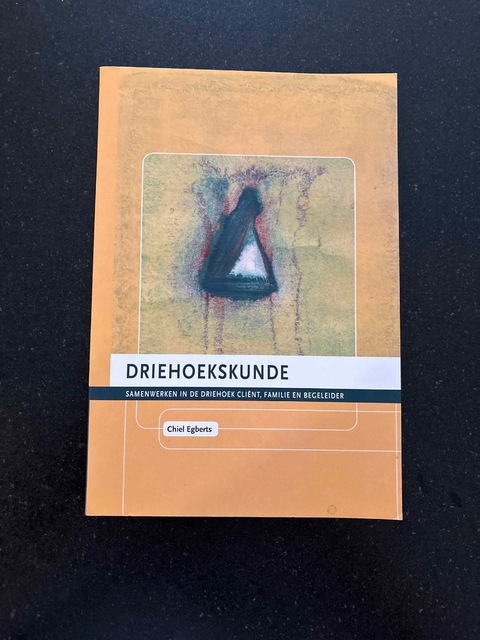 DRIEHOEKSKUNDE
SAMENWERKEN IN DE DRIEHOEK CLIËNT, FAMILIE EN BEGELEIDER
Chiel Egberts